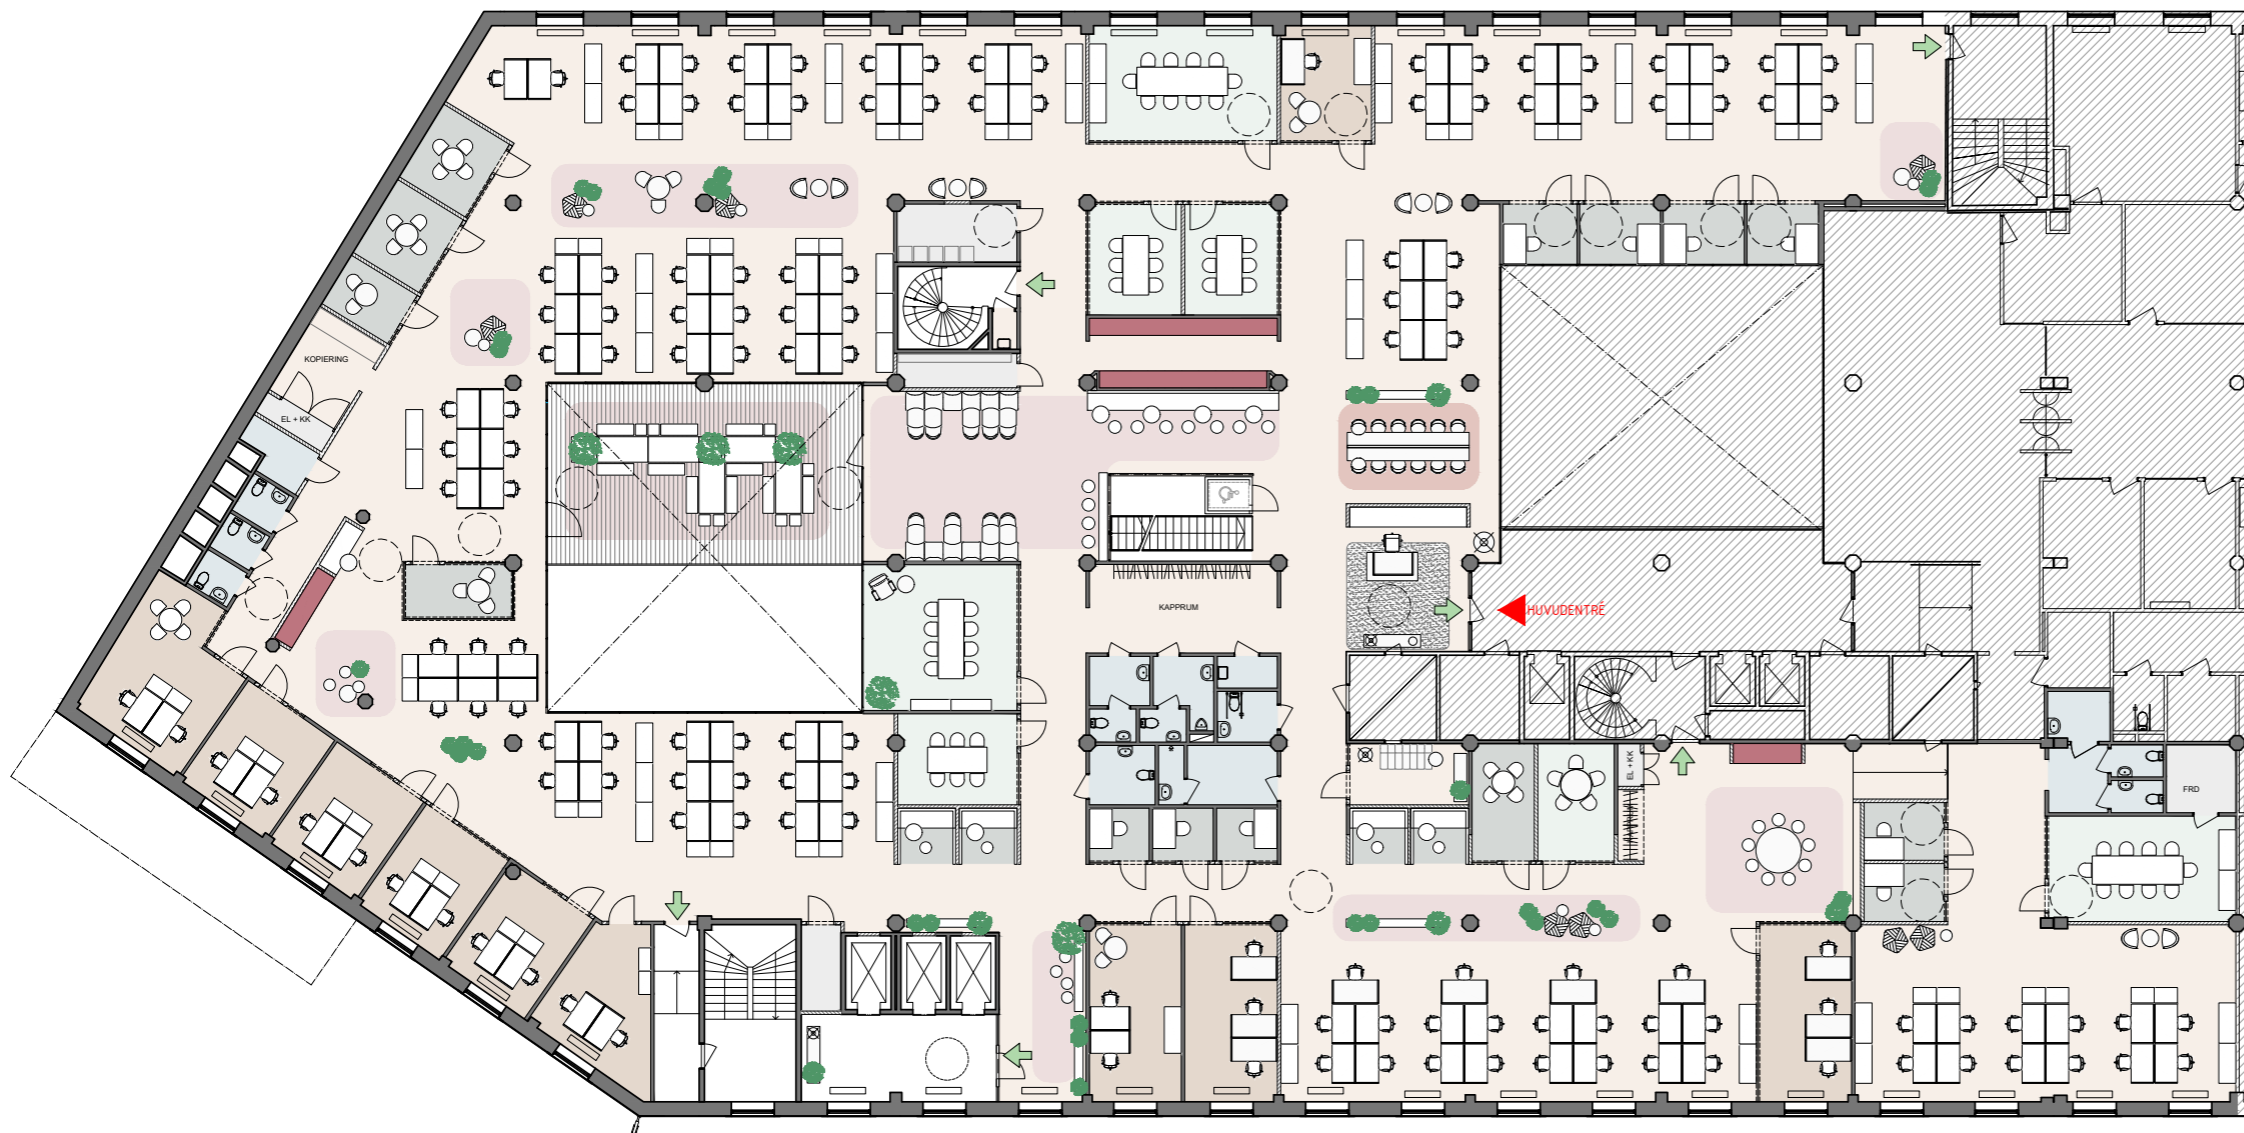 KOPIERING
EL + KK
HUVUDENTRÉ
KAPPRUM
EL + KK
FRD